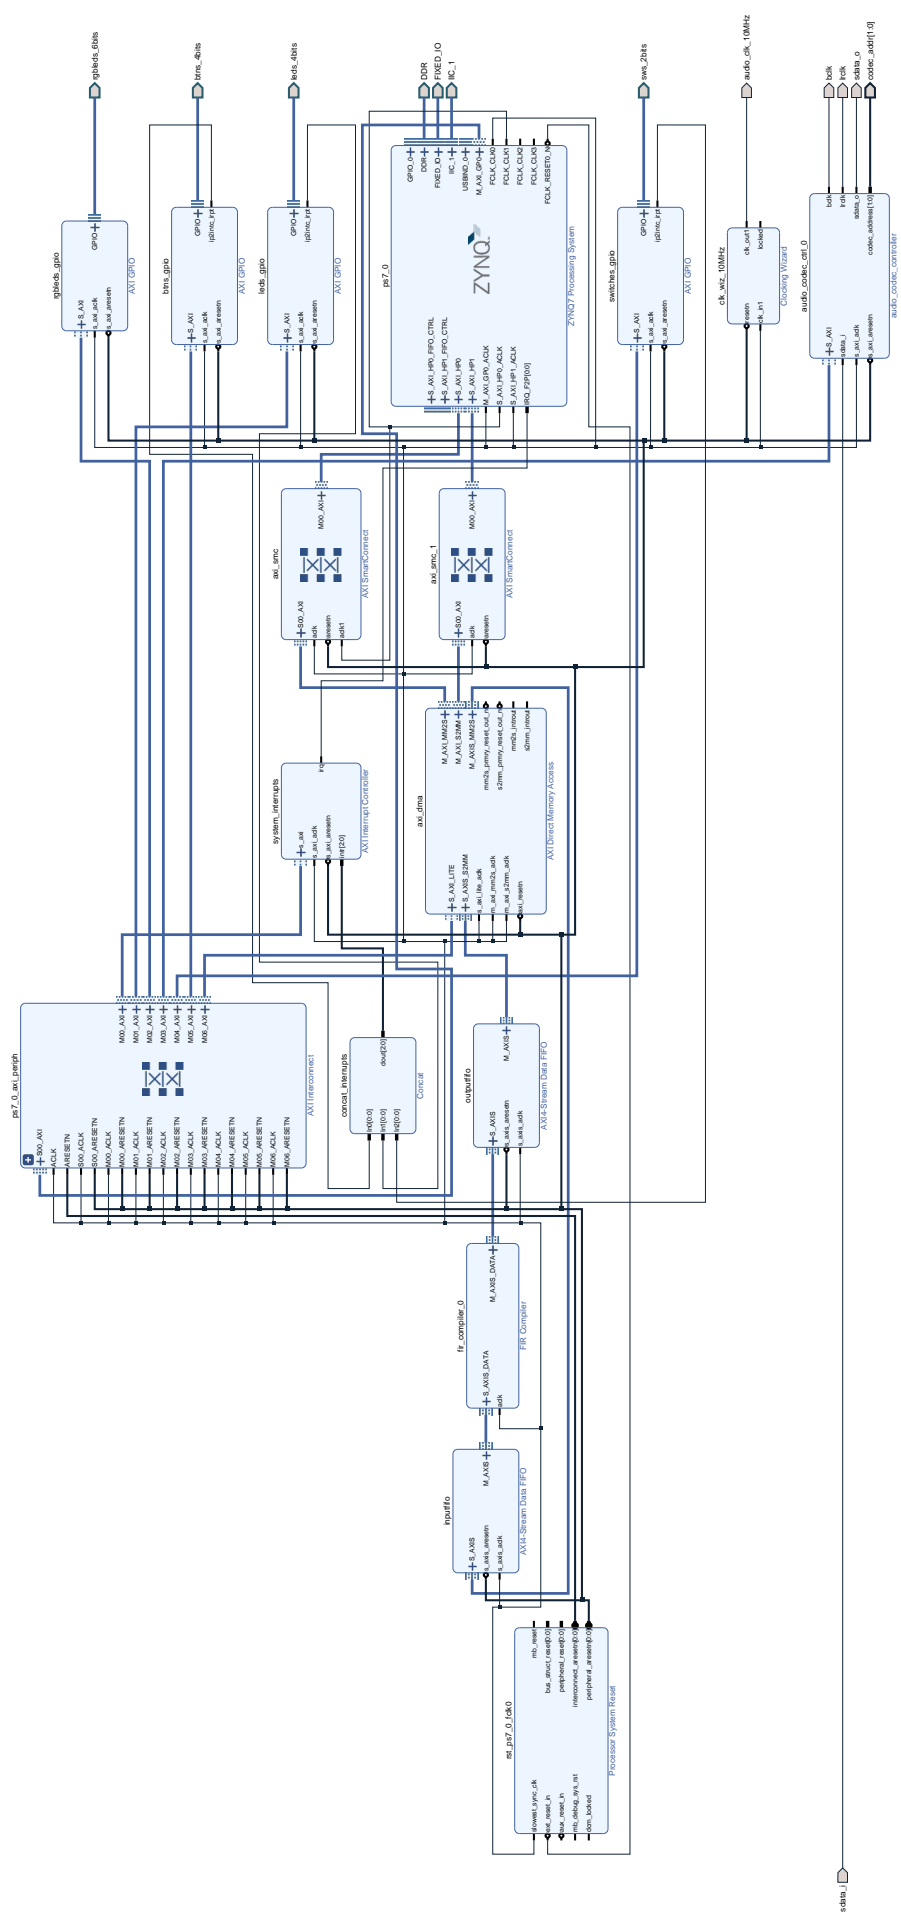 rgbleds_6bits
btns_4bits
leds_4bits
DDR
FIXED_IO
IIC_1
sws_2bits
audio_clk_10MHz
bclk
lrclk
sdata_o
codec_addr[1:0]
rgbleds_gpio
S_AXI
s_axi_aclk
s_axi_aresetn
GPIO
AXI GPIO
btns_gpio
S_AXI
s_axi_aclk
s_axi_aresetn
GPIO
ip2intc_irpt
AXI GPIO
leds_gpio
S_AXI
s_axi_aclk
s_axi_aresetn
GPIO
ip2intc_irpt
AXI GPIO
ps7_0
S_AXI_HP0_FIFO_CTRL
S_AXI_HP1_FIFO_CTRL
S_AXI_HP0
S_AXI_HP1
M_AXI_GP0_ACLK
S_AXI_HP0_ACLK
S_AXI_HP1_ACLK
IRQ_F2P[0:0]
ZYNQ
GPIO_0
DDR
FIXED_IO
IIC_1
USBIND_0
M_AXI_GP0
FCLK_CLK0
FCLK_CLK1
FCLK_CLK2
FCLK_CLK3
FCLK_RESET0_N
ZYNQ7 Processing System
switches_gpio
S_AXI
s_axi_aclk
s_axi_aresetn
GPIO
ip2intc_irpt
AXI GPIO
clk_wiz_10MHz
resetn
clk_in1
clk_out1
locked
Clocking Wizard
audio_codec_ctrl_0
S_AXI
sdata_i
s_axi_aclk
s_axi_aresetn
bclk
lrclk
sdata_o
codec_address[1:0]
audio_codec_controller
axi_smc
S00_AXI
aclk
aresetn
aclk1
M00_AXI
AXI SmartConnect
axi_smc_1
S00_AXI
aclk
aresetn
M00_AXI
AXI SmartConnect
system_interrupts
s_axi
s_axi_aclk
s_axi_aresetn
intr[2:0]
irq
AXI Interrupt Controller
axi_dma
S_AXI_LITE
S_AXIS_S2MM
s_axi_lite_aclk
m_axi_mm2s_aclk
m_axi_s2mm_aclk
axi_resetn
M_AXI_MM2S
M_AXI_S2MM
M_AXIS_MM2S
mm2s_prmry_reset_out_n
s2mm_prmry_reset_out_n
mm2s_introut
s2mm_introut
AXI Direct Memory Access
ps7_0_axi_periph
S00_AXI
ACLK
ARESETN
S00_ACLK
S00_ARESETN
M00_ACLK
M00_ARESETN
M01_ACLK
M01_ARESETN
M02_ACLK
M02_ARESETN
M03_ACLK
M03_ARESETN
M04_ACLK
M04_ARESETN
M05_ACLK
M05_ARESETN
M06_ACLK
M06_ARESETN
M00_AXI
M01_AXI
M02_AXI
M03_AXI
M04_AXI
M05_AXI
M06_AXI
AXI Interconnect
concat_interrupts
In0[0:0]
In1[0:0]
In2[0:0]
dout[2:0]
Concat
outputfifo
S_AXIS
s_axis_aresetn
s_axis_aclk
M_AXIS
AXI4-Stream Data FIFO
fir_compiler_0
S_AXIS_DATA
aclk
M_AXIS_DATA
FIR Compiler
inputfifo
S_AXIS
s_axis_aresetn
s_axis_aclk
M_AXIS
AXI4-Stream Data FIFO
rst_ps7_0_fclk0
slowest_sync_clk
ext_reset_in
aux_reset_in
mb_debug_sys_rst
dcm_locked
mb_reset
bus_struct_reset[0:0]
peripheral_reset[0:0]
interconnect_aresetn[0:0]
peripheral_aresetn[0:0]
Processor System Reset
sdata_i